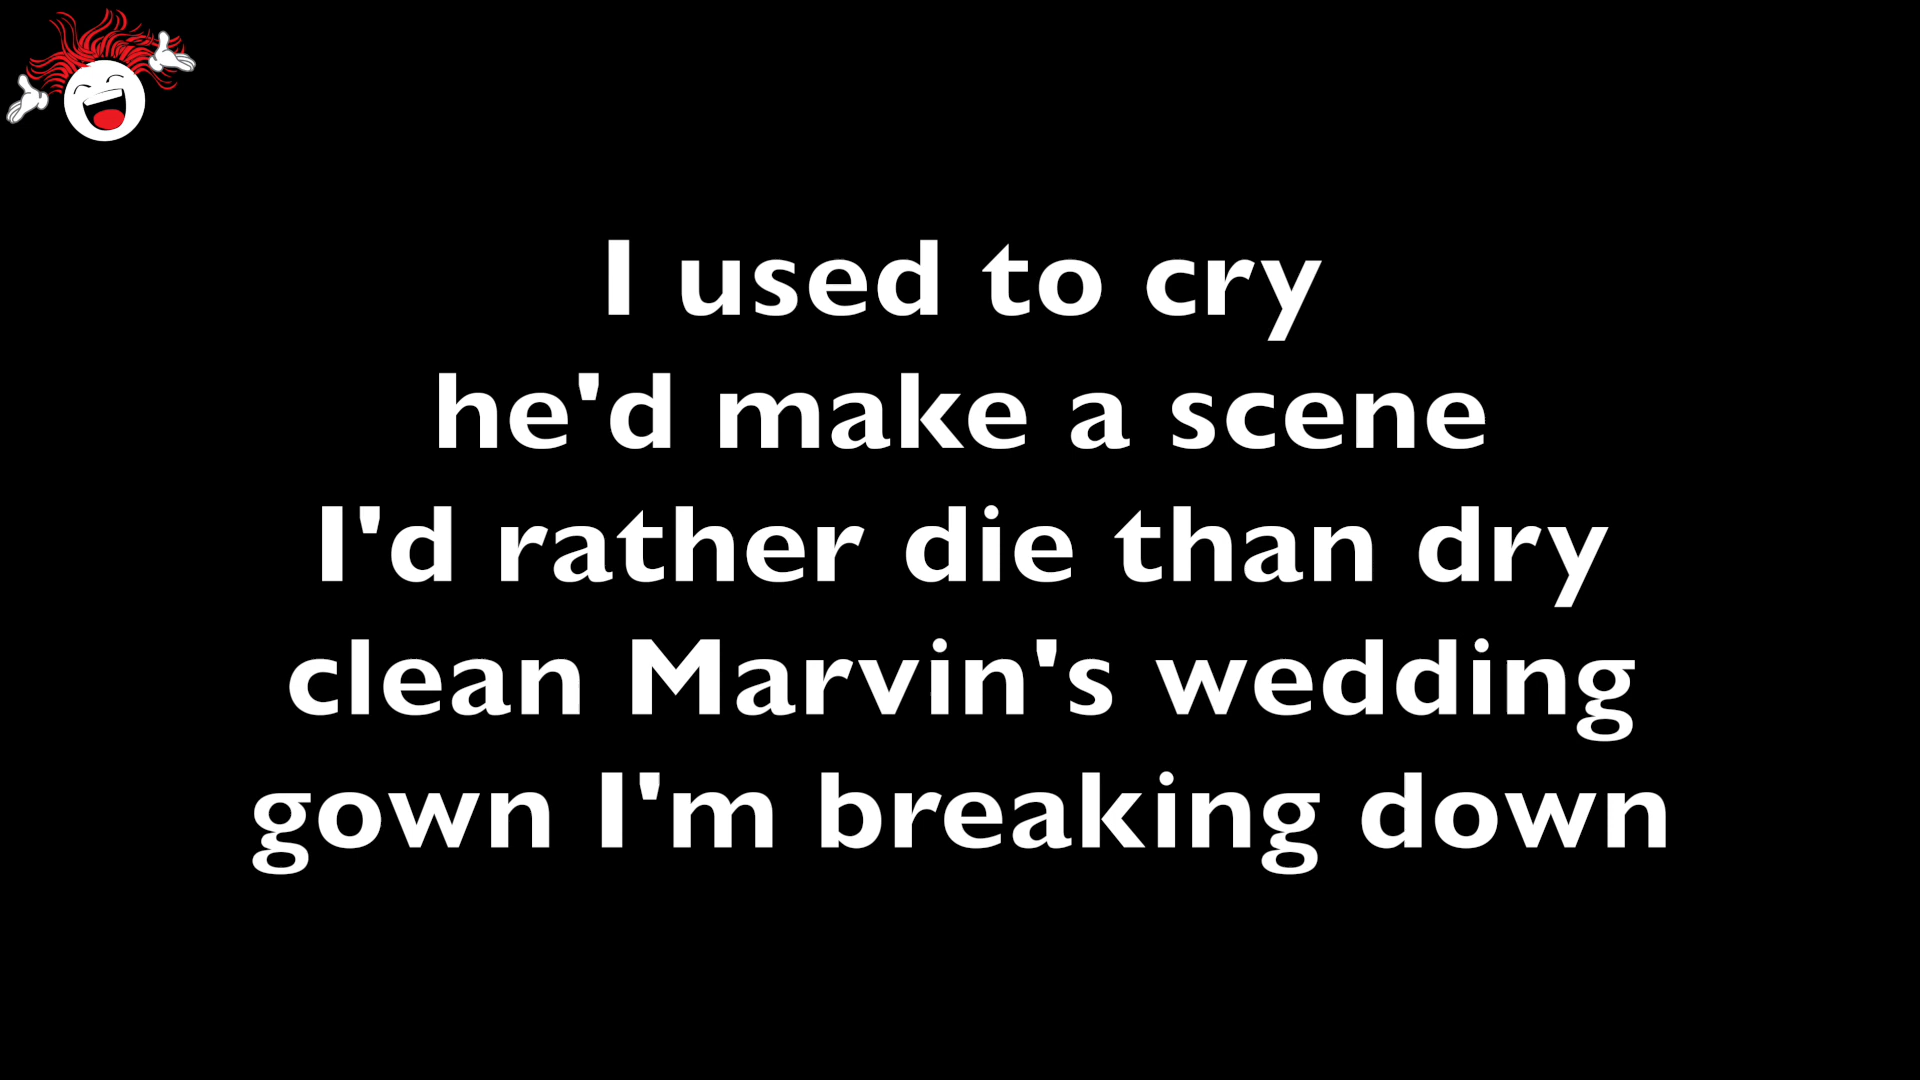 I used to cry
he'd make a scene
I'd rather die than dry
clean Marvin's wedding
gown I'm breaking down